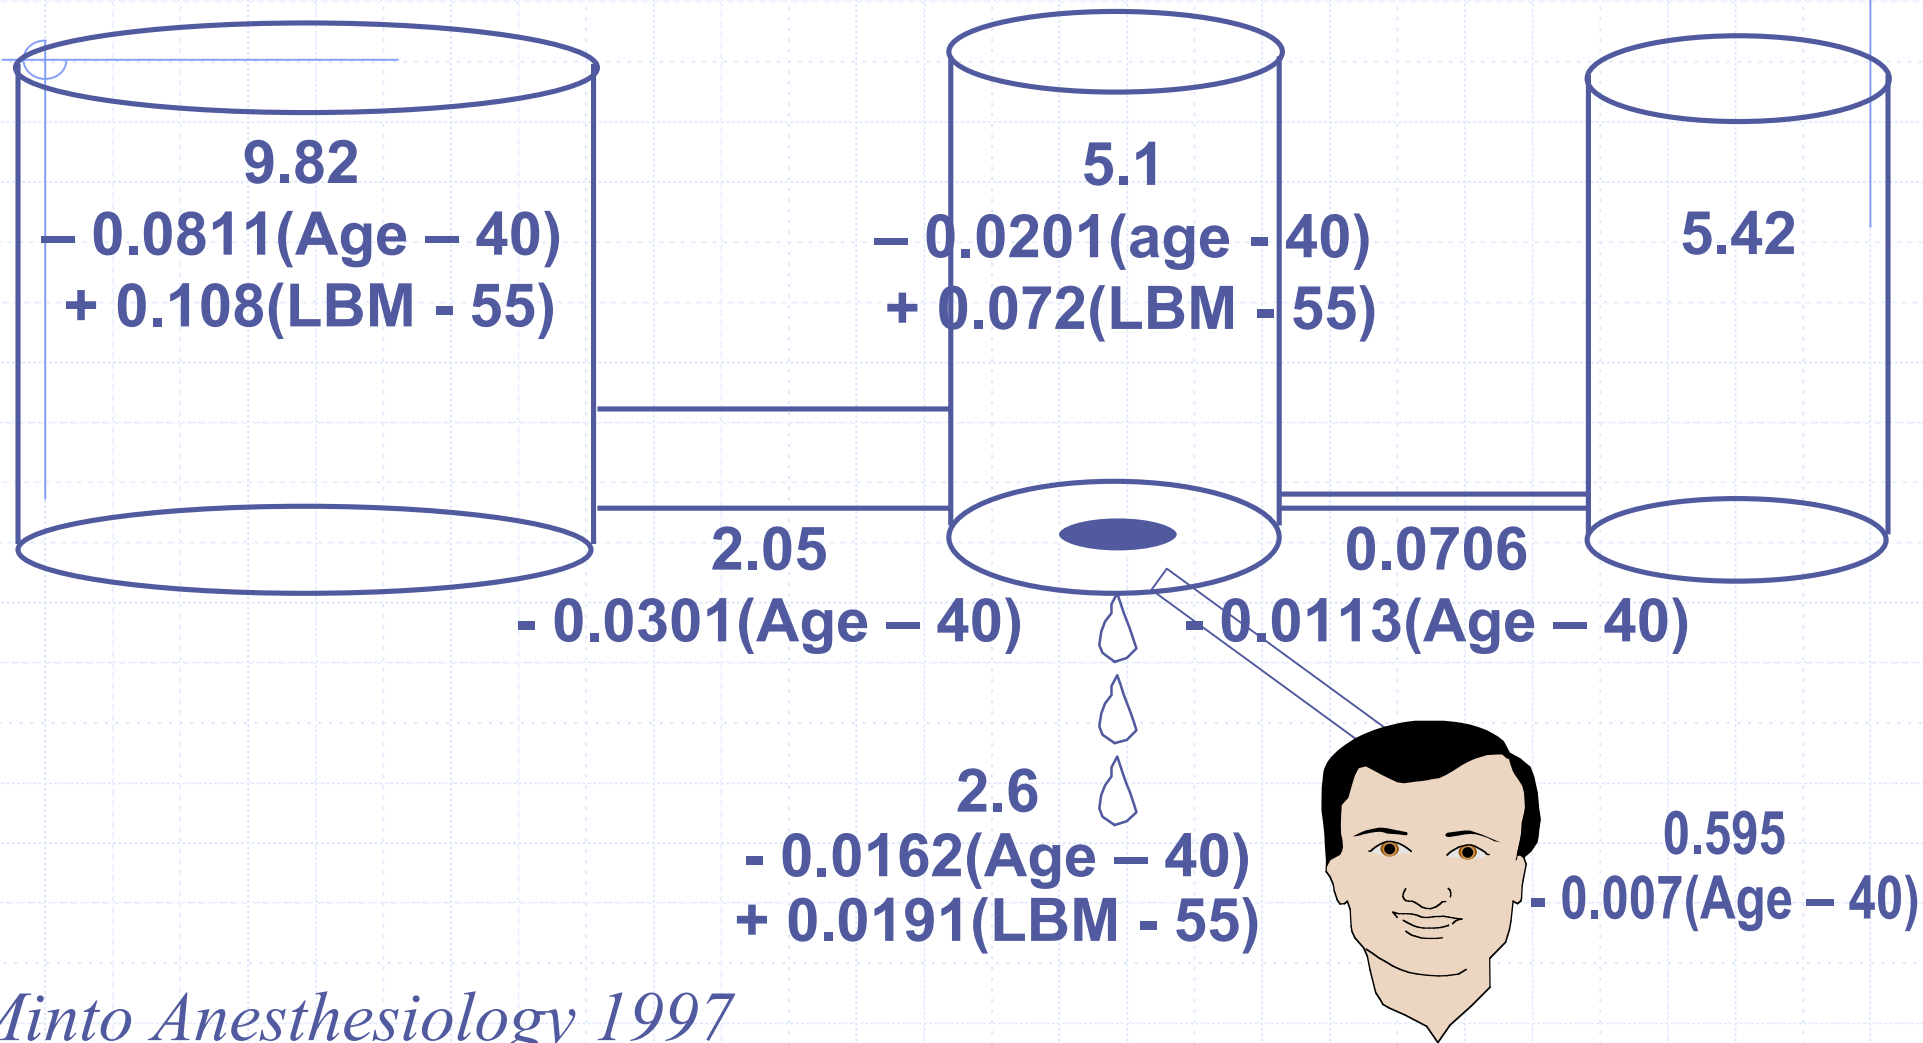 9.82
– 0.0811(Age – 40)
+ 0.108(LBM - 55)
5.1
– 0.0201(age - 40)
+ 0.072(LBM - 55)
5.42
2.05
- 0.0301(Age – 40)
0.0706
- 0.0113(Age – 40)
2.6
- 0.0162(Age – 40)
+ 0.0191(LBM - 55)
0.595
- 0.007(Age – 40)
Minto Anesthesiology 1997